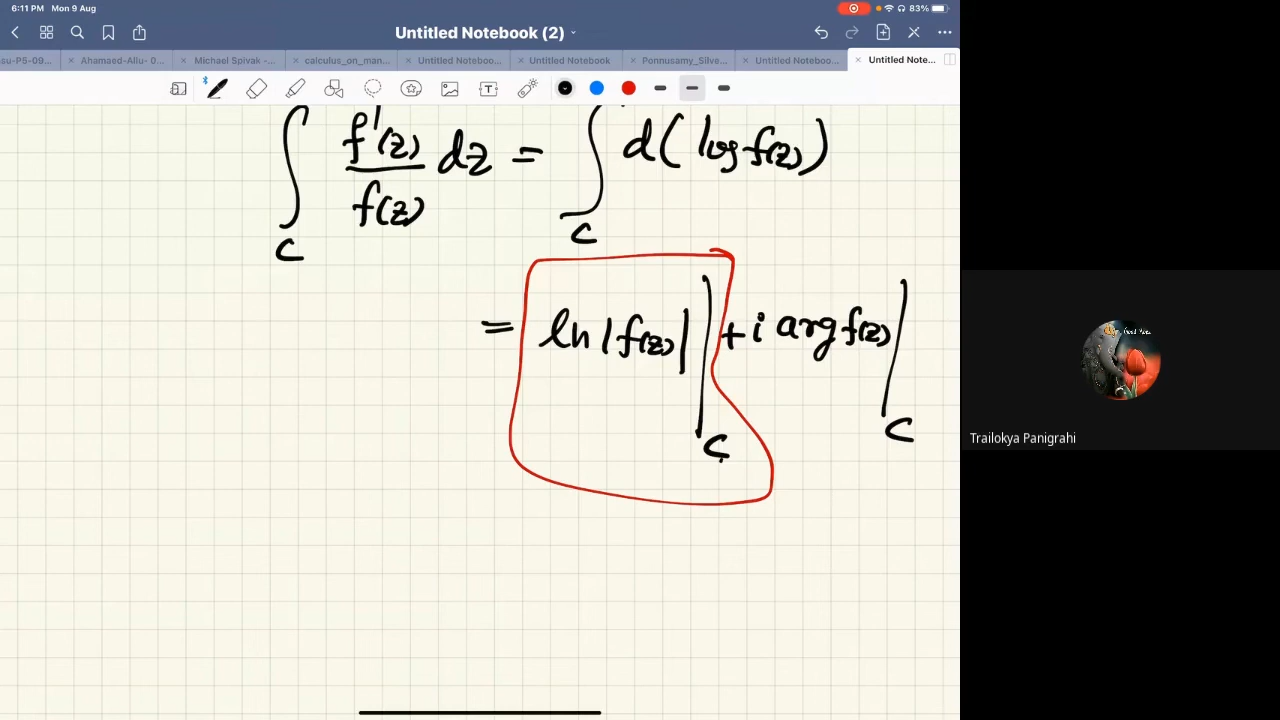 6:11 PM Mon 9 Aug
83%
Untitled Notebook (2)
su-P5-09...
Ahamaed-Allu- 0...
Michael Spivak -...
calculus_on_man...
Untitled Noteboo...
Untitled Notebook
Ponnusamy_Silve...
Untitled Noteboo...
Untitled Note...
∫_C f'(z)/f(z) dz = ∫_C d(log f(z))
= ln |f(z)| |_C + i arg f(z) |_C
Trailokya Panigrahi